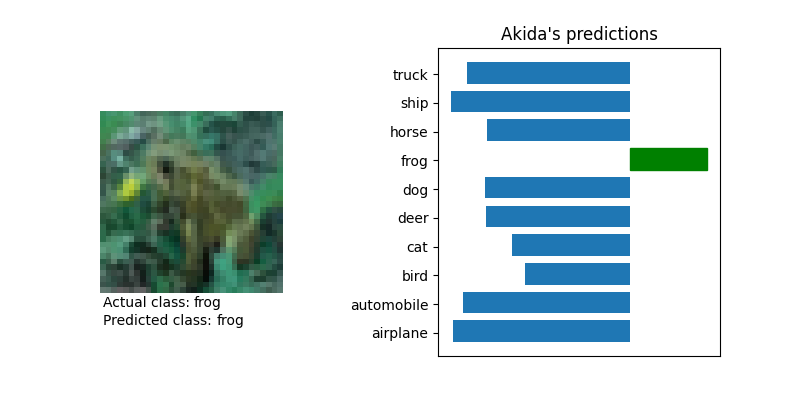 Akida's predictions
truck
ship
horse
frog
dog
deer
cat
bird
automobile
airplane
Actual class: frog
Predicted class: frog